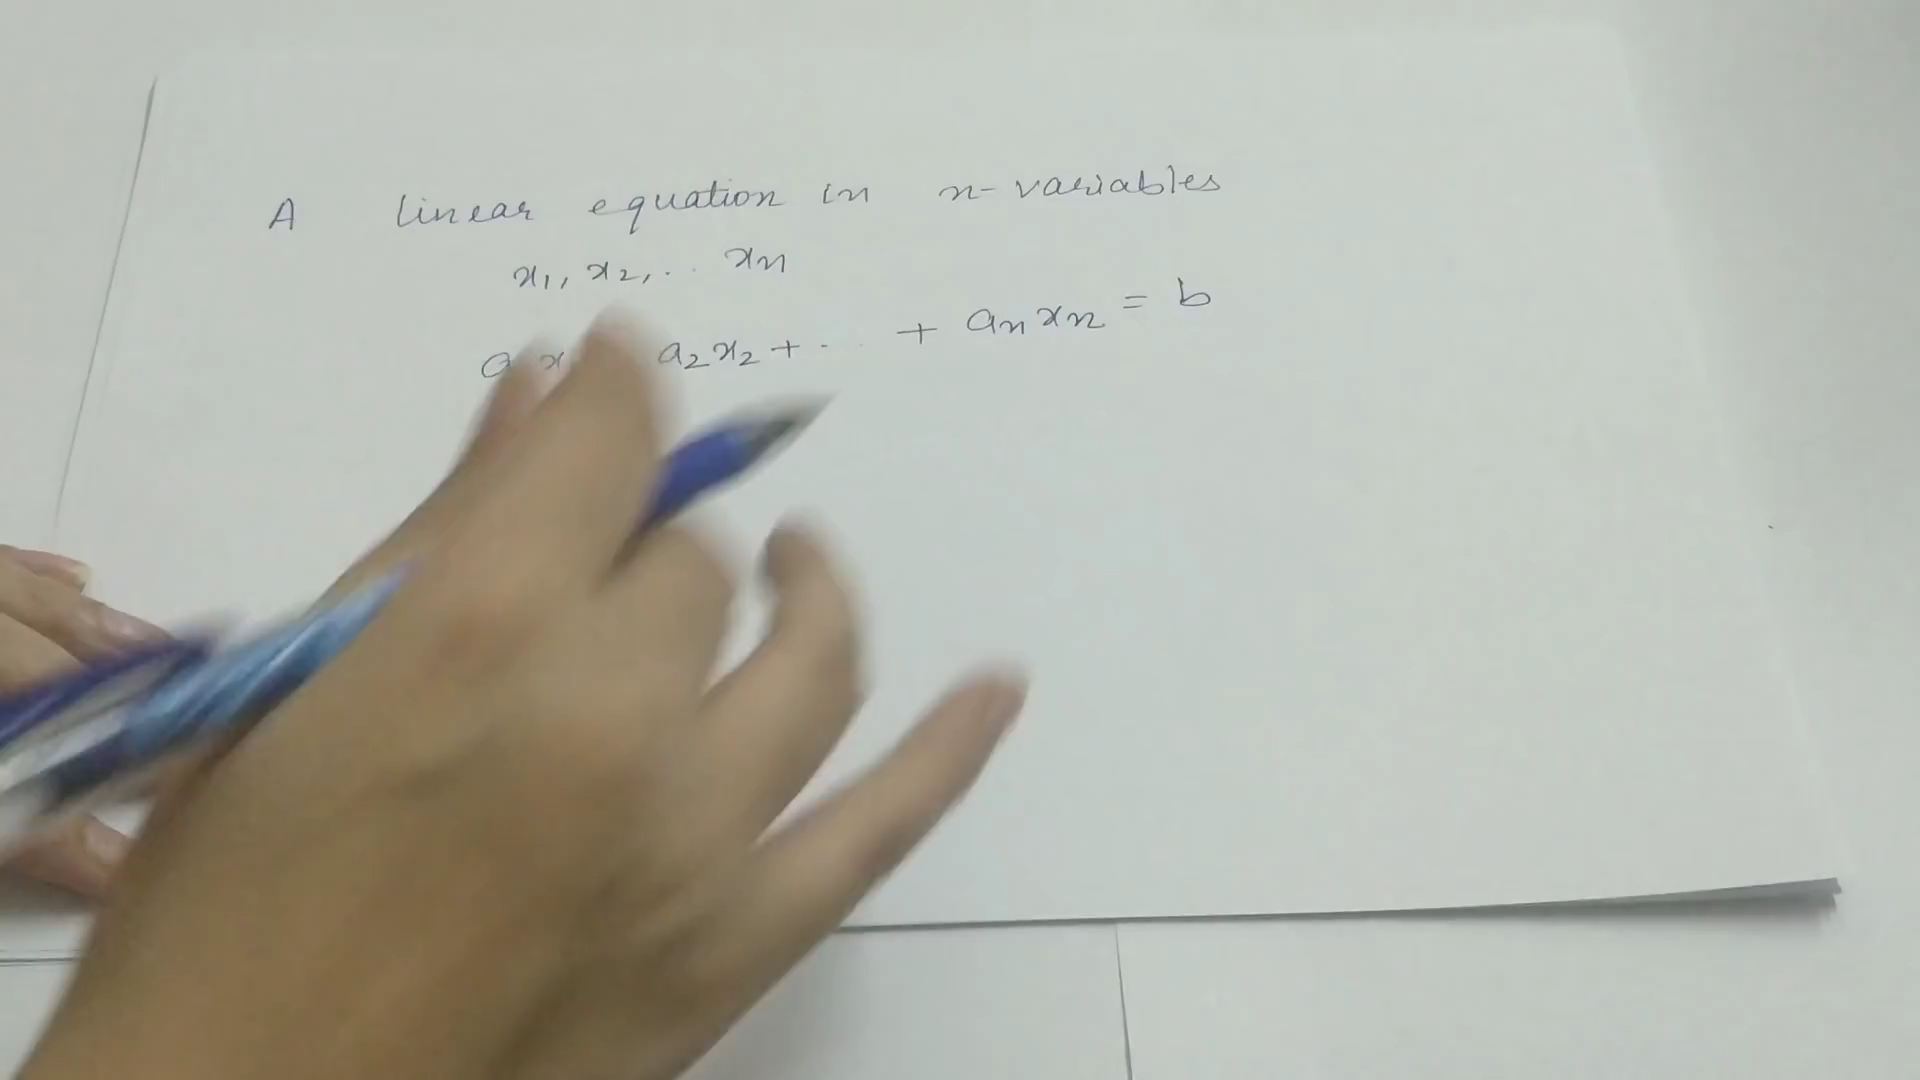 A linear equation in n-variables
x1, x2, .. xn
a x a2x2 + .. + anxn = b